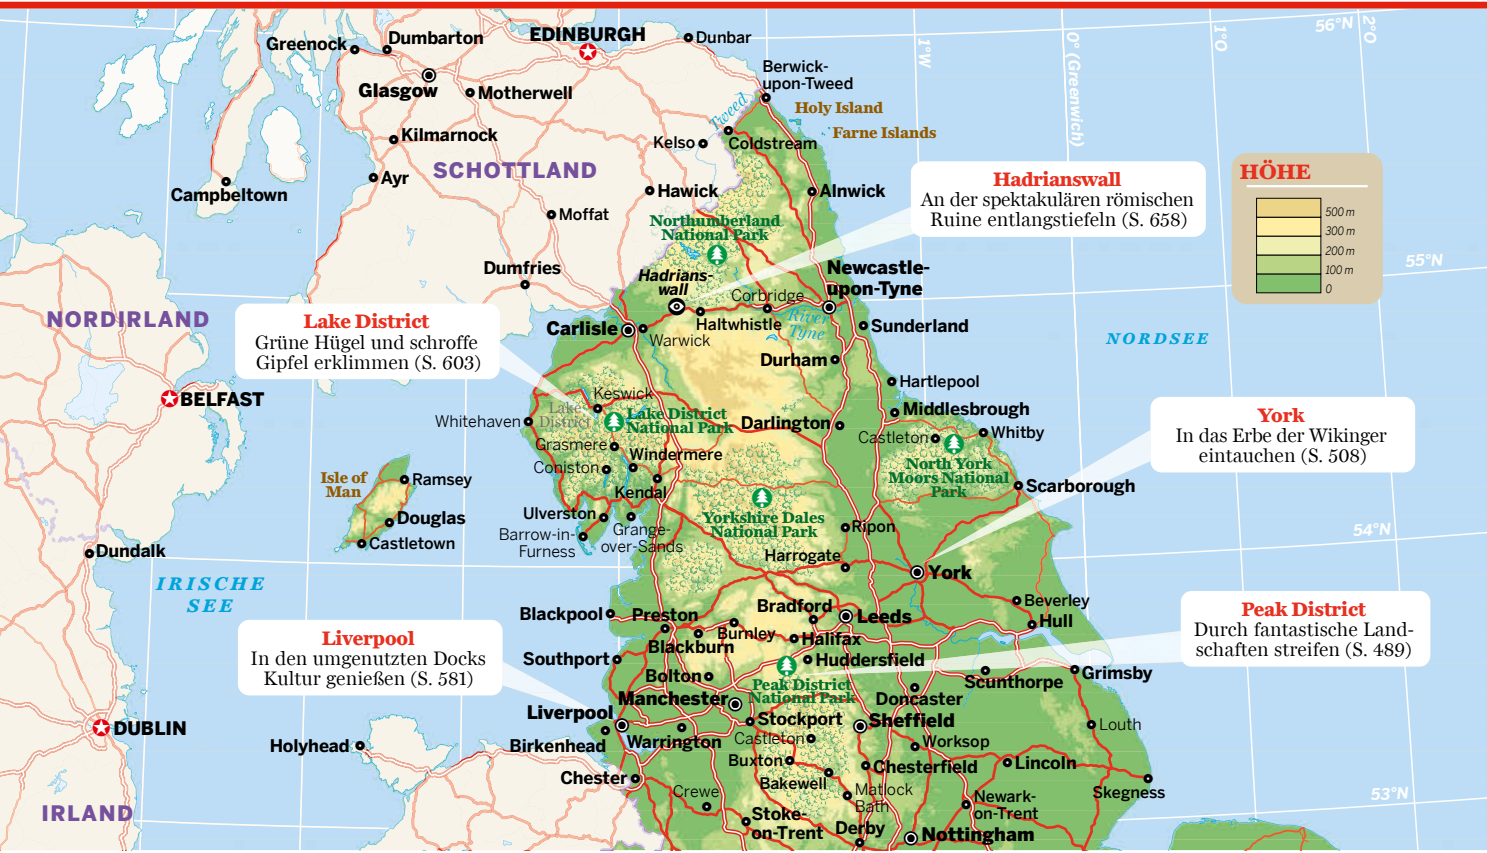 Greenock
Dumbarton
EDINBURGH
Dunbar
Glasgow
Motherwell
Berwick-
upon-Tweed
Tweed
Holy Island
Farne Islands
Kilmarnock
Kelso
Coldstream
SCHOTTLAND
Ayr
Campbeltown
Hawick
Alnwick
Moffat
1°W
0° (Greenwich)
1°O
56°N
2°O
HÖHE
500 m
300 m
200 m
100 m
0
Hadrianswall
An der spektakulären römischen
Ruine entlangstiefeln (S. 658)
Northumberland
National Park
Dumfries
Hadrians-
wall
Newcastle-
upon-Tyne
55°N
Corbridge
Haltwhistle
River
Tyne
Sunderland
NORDIRLAND
Lake District
Grüne Hügel und schroffe
Gipfel erklimmen (S. 603)
Carlisle
Warwick
Durham
NORDSEE
BELFAST
Hartlepool
Keswick
Lake
District
Lake District
National Park
Whitehaven
Middlesbrough
Darlington
Castleton
Whitby
York
In das Erbe der Wikinger
eintauchen (S. 508)
Grasmere
Windermere
Coniston
Kendal
North York
Moors National
Park
Scarborough
Isle of
Man
Ramsey
Douglas
Castletown
Ulverston
Barrow-in-
Furness
Grange-
over-Sands
Yorkshire Dales
National Park
Ripon
54°N
Dundalk
Harrogate
York
IRISCHE
SEE
Blackpool
Preston
Bradford
Leeds
Beverley
Hull
Burnley
Blackburn
Halifax
Peak District
Durch fantastische Land-
schaften streifen (S. 489)
Liverpool
In den umgenutzten Docks
Kultur genießen (S. 581)
Southport
Huddersfield
Bolton
Peak District
National Park
Scunthorpe
Grimsby
Manchester
Doncaster
Liverpool
Stockport
Sheffield
Louth
DUBLIN
Holyhead
Birkenhead
Warrington
Castleton
Worksop
Buxton
Chesterfield
Lincoln
Chester
Bakewell
Skegness
Crewe
Matlock
Bath
Newark-
on-Trent
53°N
IRLAND
Stoke-
on-Trent
Derby
Nottingham